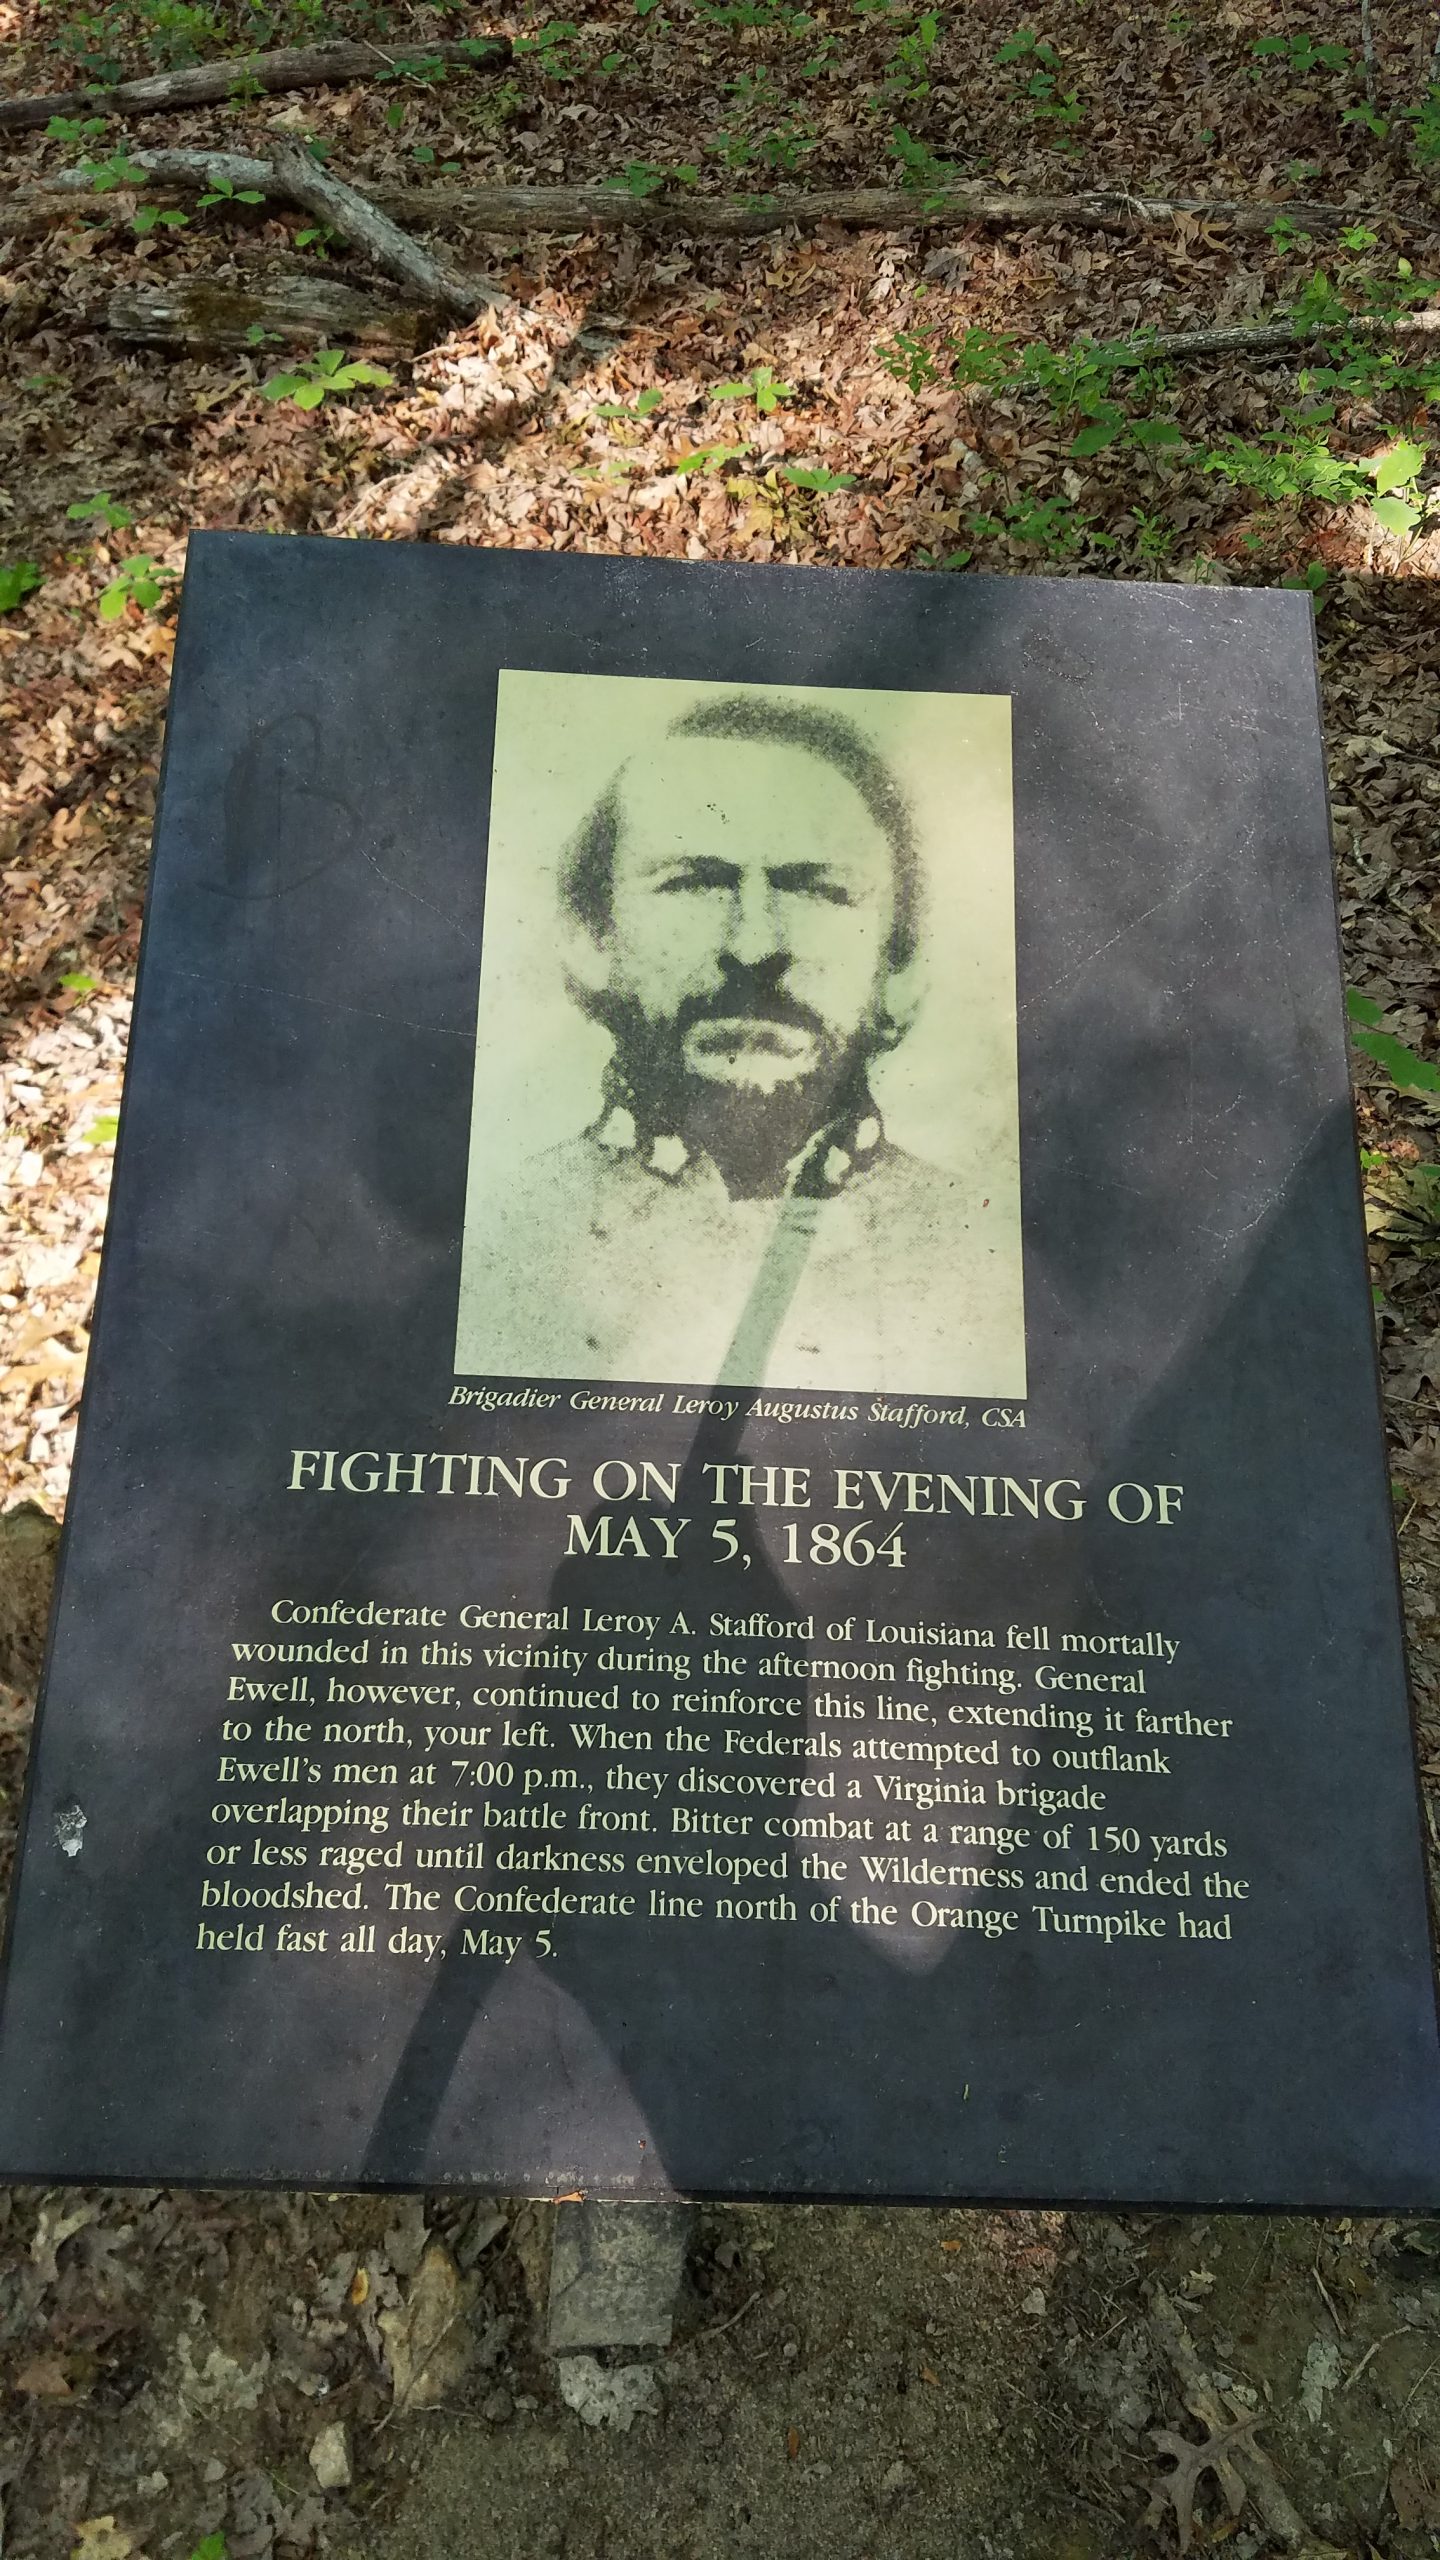 Brigadier General Leroy Augustus Stafford, CSA
FIGHTING ON THE EVENING OF
MAY 5, 1864
Confederate General Leroy A. Stafford of Louisiana fell mortally
wounded in this vicinity during the afternoon fighting. General
Ewell, however, continued to reinforce this line, extending it farther
to the north, your left. When the Federals attempted to outflank
Ewell's men at 7:00 p.m., they discovered a Virginia brigade
overlapping their battle front. Bitter combat at a range of 150 yards
or less raged until darkness enveloped the Wilderness and ended the
bloodshed. The Confederate line north of the Orange Turnpike had
held fast all day, May 5.